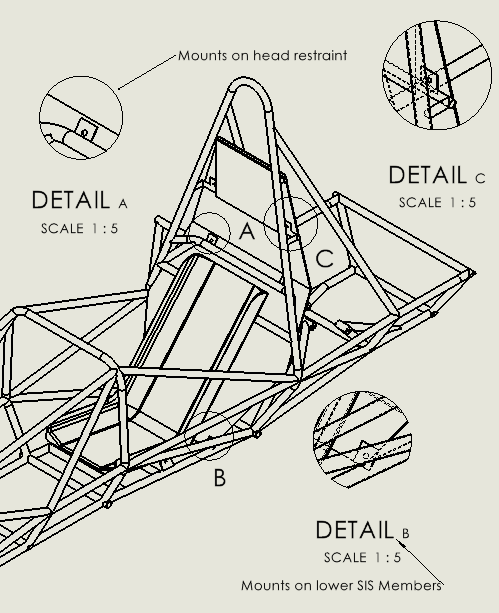 Mounts on head restraint
DETAIL A
SCALE 1 : 5
DETAIL C
SCALE 1 : 5
A
C
B
DETAIL B
SCALE 1 : 5
Mounts on lower SIS Members